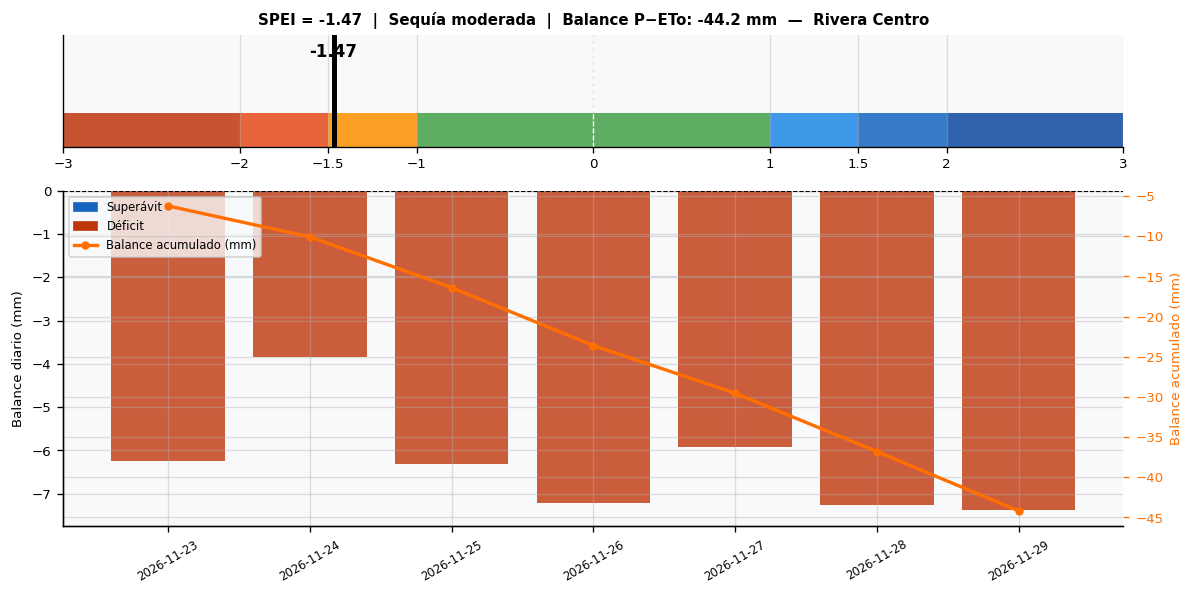 SPEI = -1.47 | Sequía moderada | Balance P−ETo: -44.2 mm — Rivera Centro
-1.47
−3 −2 −1.5 −1 0 1 1.5 2 3
Superávit
Déficit
Balance acumulado (mm)
Balance diario (mm)
0
−1
−2
−3
−4
−5
−6
−7
−5
−10
−15
−20
−25
−30
−35
−40
−45
Balance acumulado (mm)
2026-11-23 2026-11-24 2026-11-25 2026-11-26 2026-11-27 2026-11-28 2026-11-29